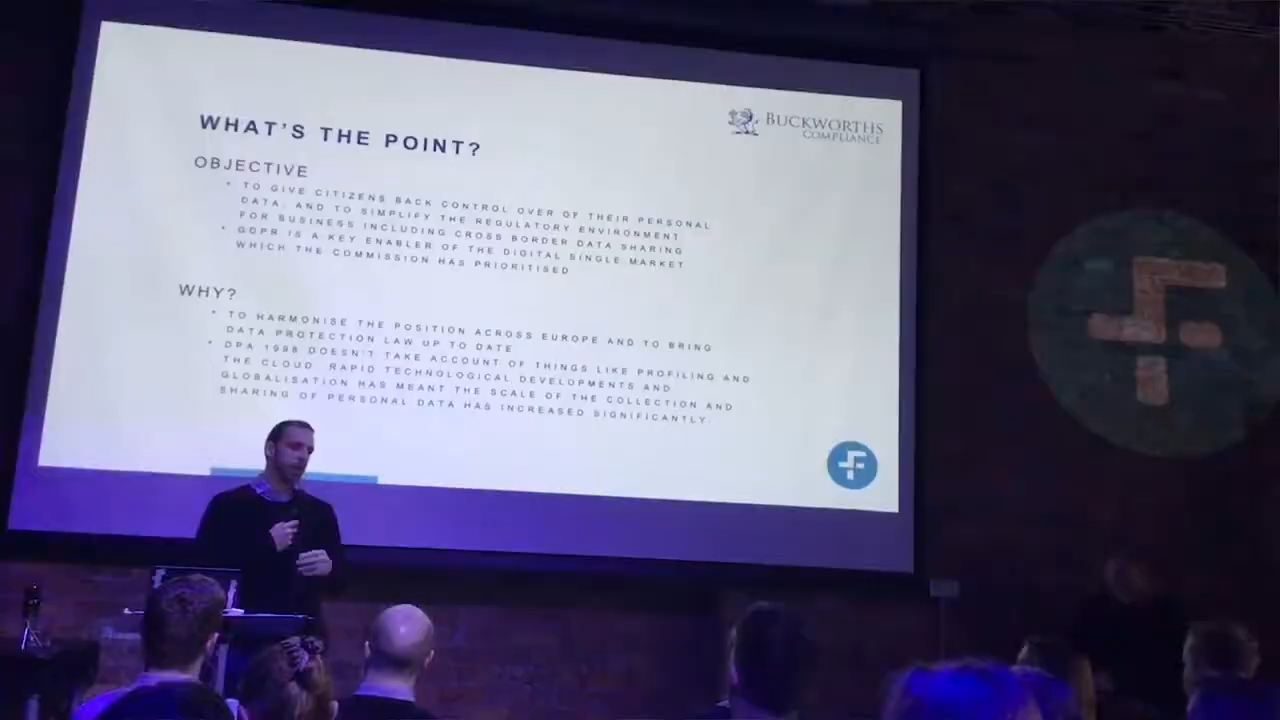 WHAT'S THE POINT?
BUCKWORTHS
COMPLIANCE
OBJECTIVE
• TO GIVE CITIZENS BACK CONTROL OVER OF THEIR PERSONAL
DATA, AND TO SIMPLIFY THE REGULATORY ENVIRONMENT
FOR BUSINESS INCLUDING CROSS BORDER DATA SHARING
• GDPR IS A KEY ENABLER OF THE DIGITAL SINGLE MARKET
WHICH THE COMMISSION HAS PRIORITISED
WHY?
• TO HARMONISE THE POSITION ACROSS EUROPE AND TO BRING
DATA PROTECTION LAW UP TO DATE
• DPA 1998 DOESN'T TAKE ACCOUNT OF THINGS LIKE PROFILING AND
THE CLOUD. RAPID TECHNOLOGICAL DEVELOPMENTS AND
GLOBALISATION HAS MEANT THE SCALE OF THE COLLECTION AND
SHARING OF PERSONAL DATA HAS INCREASED SIGNIFICANTLY.